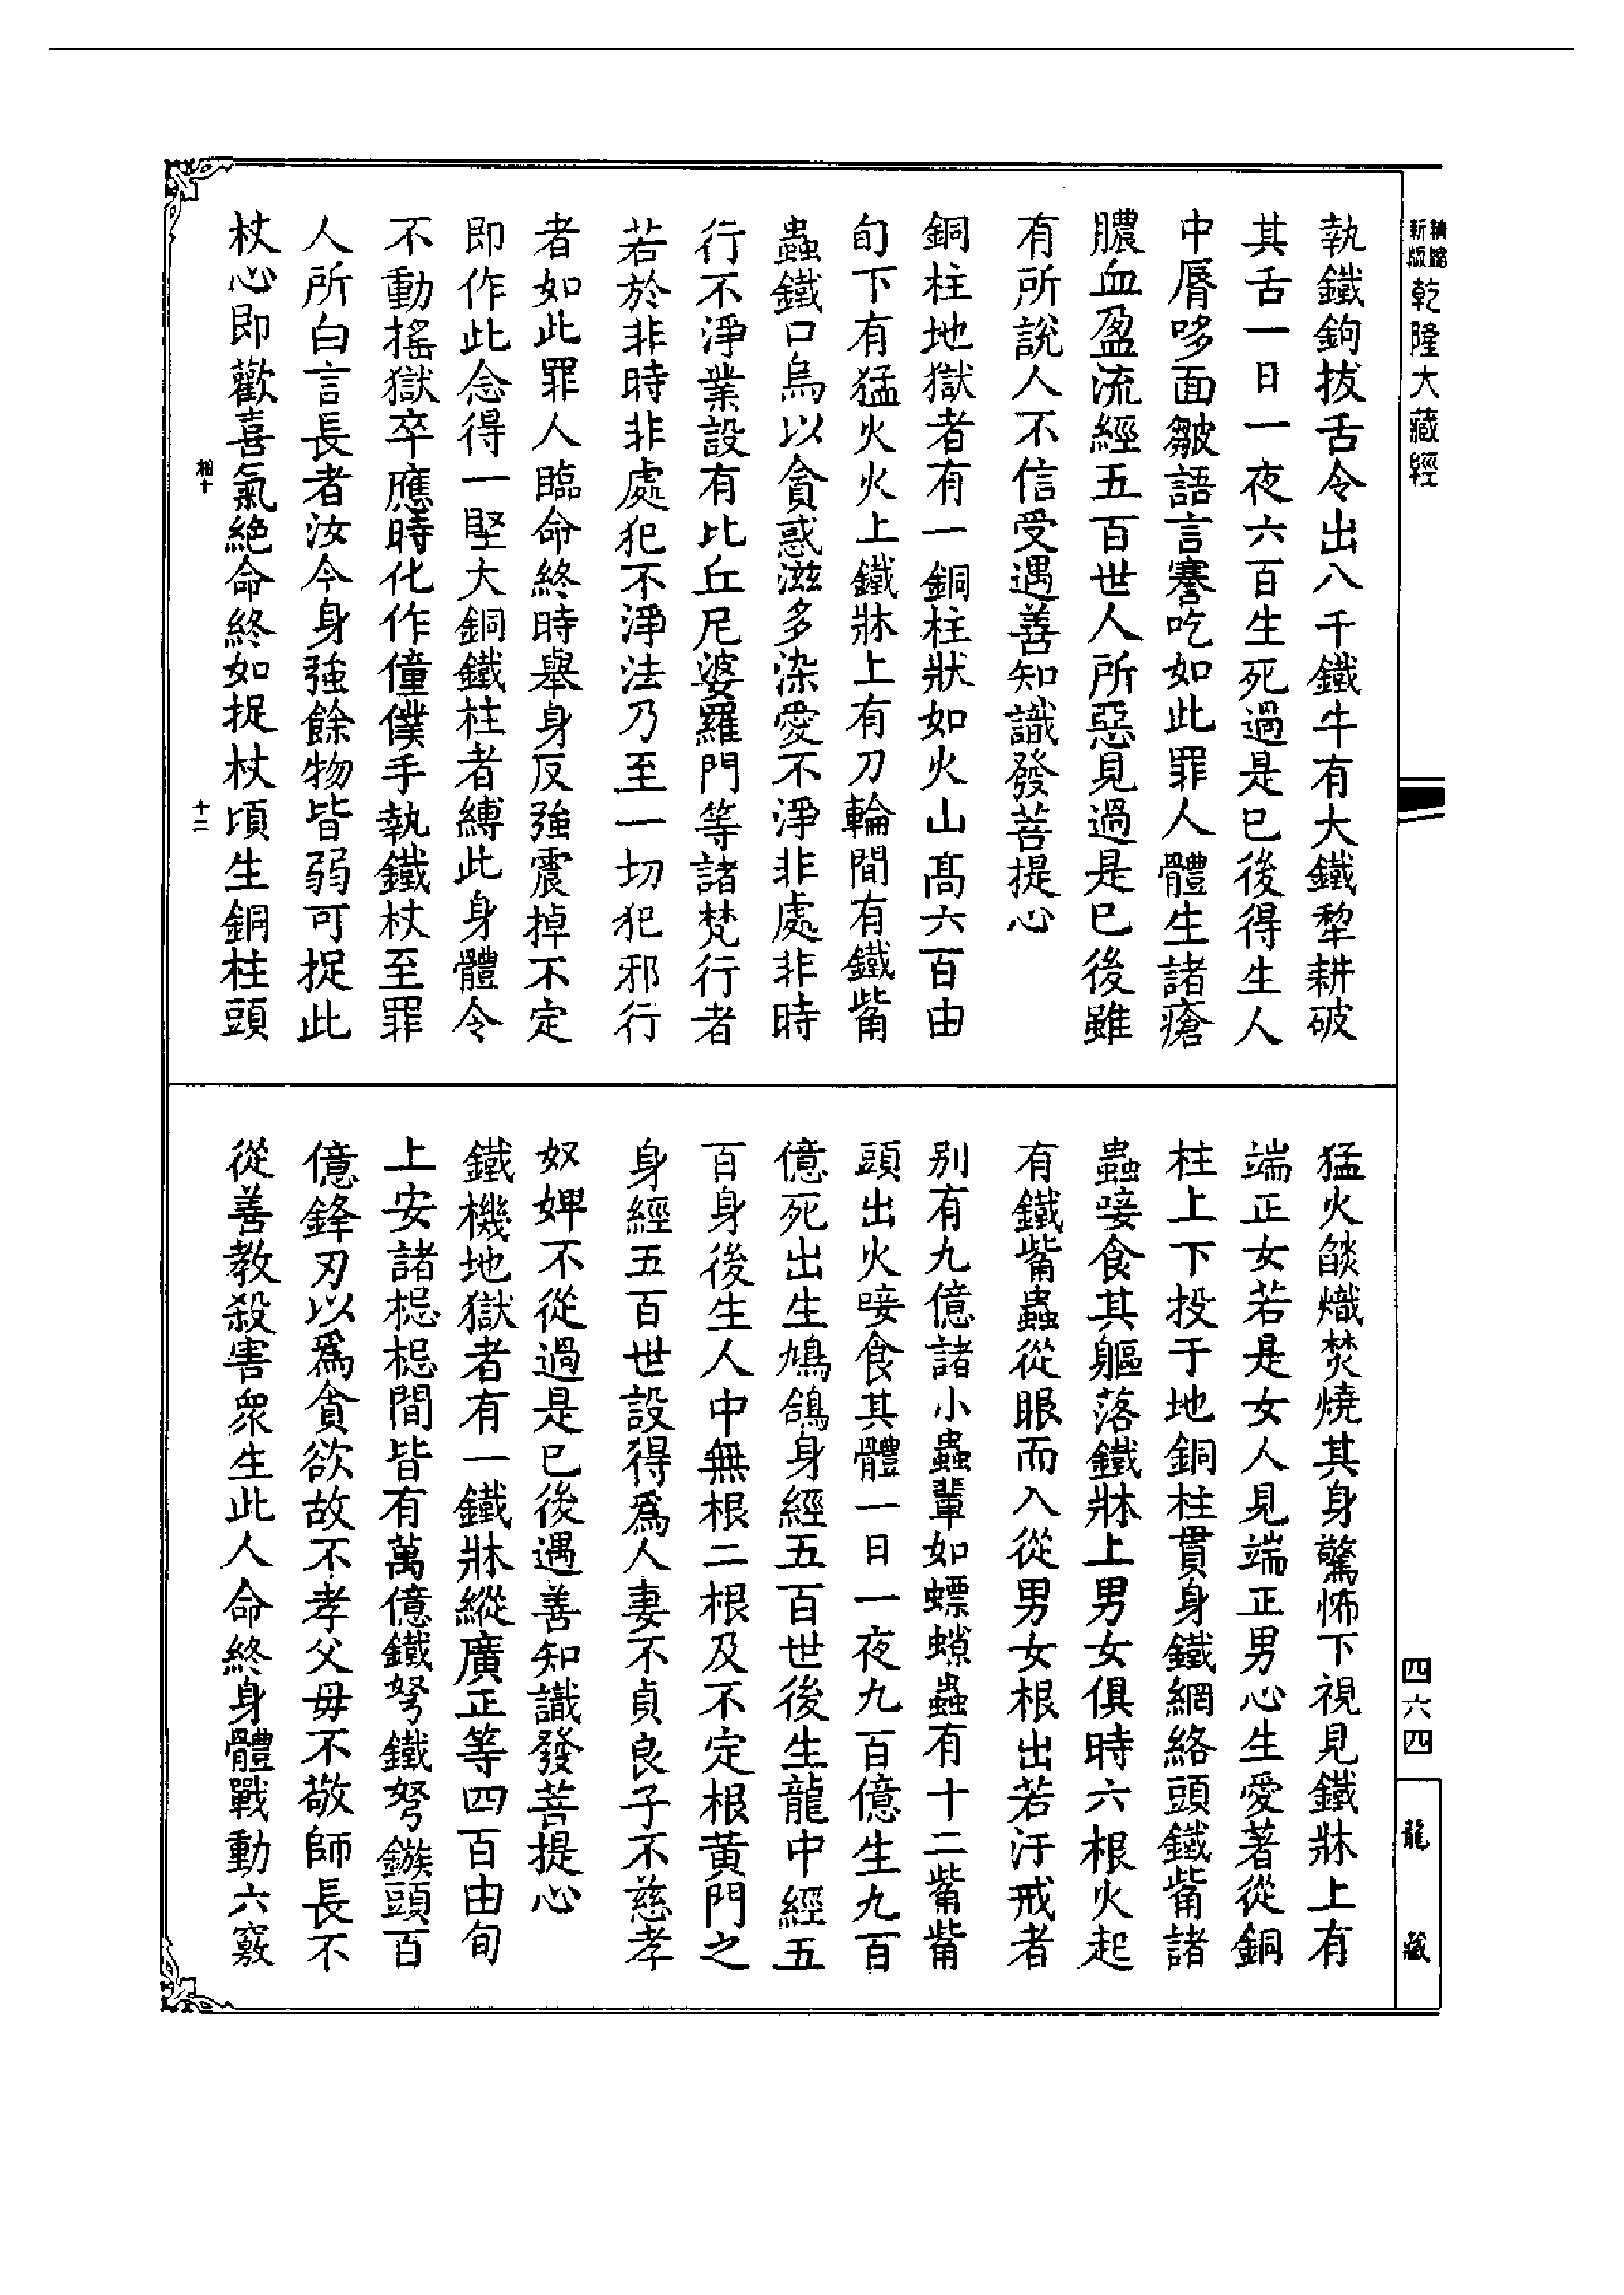 新版
精縮
乾隆大藏經
四六四
龍藏
執鐵鉤拔舌令出八千鐵牛有大鐵犂耕破
其舌一日一夜六百生死過是已後得生人
中脣哆面皺語言謇吃如此罪人體生諸瘡
膿血盈流經五百世人所惡見過是已後雖
有所說人不信受遇善知識發菩提心
銅柱地獄者有一銅柱狀如火山髙六百由
旬下有猛火火上鐵牀上有刀輪間有鐵觜
蟲鐵口烏以貪惑滋多染愛不淨非處非時
行不淨業設有比丘尼婆羅門等諸梵行者
若於非時非處犯不淨法乃至一切犯邪行
者如此罪人臨命終時舉身反強震掉不定
即作此念得一堅大銅鐵柱者縛此身體令
不動搖獄卒應時化作僮僕手執鐵杖至罪
人所白言長者汝今身強餘物皆弱可捉此
杖心即歡喜氣絶命終如捉杖頃生銅柱頭
猛火燄熾焚燒其身驚怖下視見鐵牀上有
端正女若是女人見端正男心生愛著從銅
柱上下投于地銅柱貫身鐵網絡頭鐵觜諸
蟲唼食其軀落鐵牀上男女俱時六根火起
有鐵觜蟲從眼而入從男女根出若汙戒者
别有九億諸小蟲輩如螵蟂蟲有十二觜觜
頭出火唼食其體一日一夜九百億生九百
億死出生鳩鴿身經五百世後生龍中經五
百身後生人中無根二根及不定根黄門之
身經五百世設得爲人妻不貞良子不慈孝
奴婢不從過是已後遇善知識發菩提心
鐵機地獄者有一鐵牀縱廣正等四百由旬
上安諸梞梞間皆有萬億鐵弩鐵弩鏃頭百
億鋒刃以爲貪欲故不孝父母不敬師長不
從善教殺害衆生此人命終身體戰動六竅
相十
十二